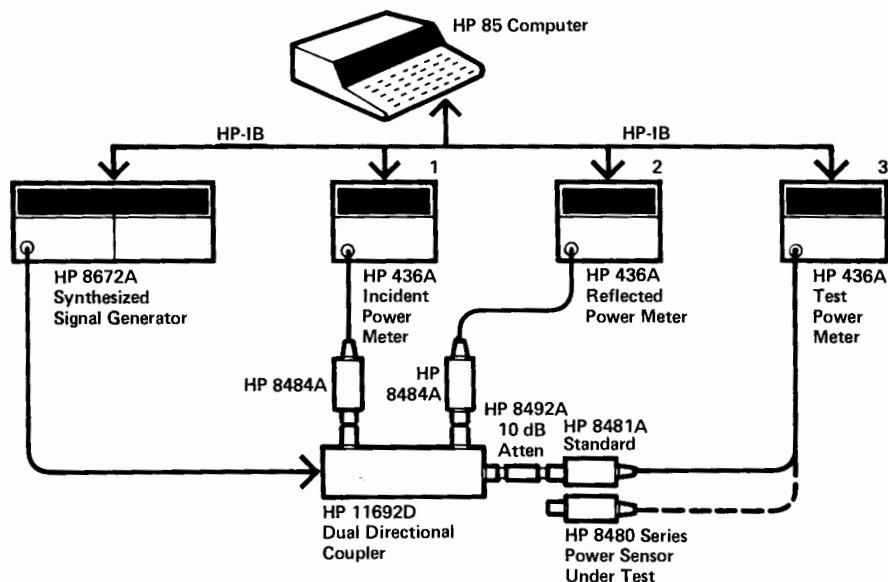 HP 85 Computer
HP-IB
HP-IB
1
2
3
HP 8672A
Synthesized
Signal Generator
HP 436A
Incident
Power
Meter
HP 436A
Reflected
Power Meter
HP 436A
Test
Power
Meter
HP 8484A
HP
8484A
HP 8492A
10 dB
Atten
HP 8481A
Standard
HP 11692D
Dual Directional
Coupler
HP 8480 Series
Power Sensor
Under Test